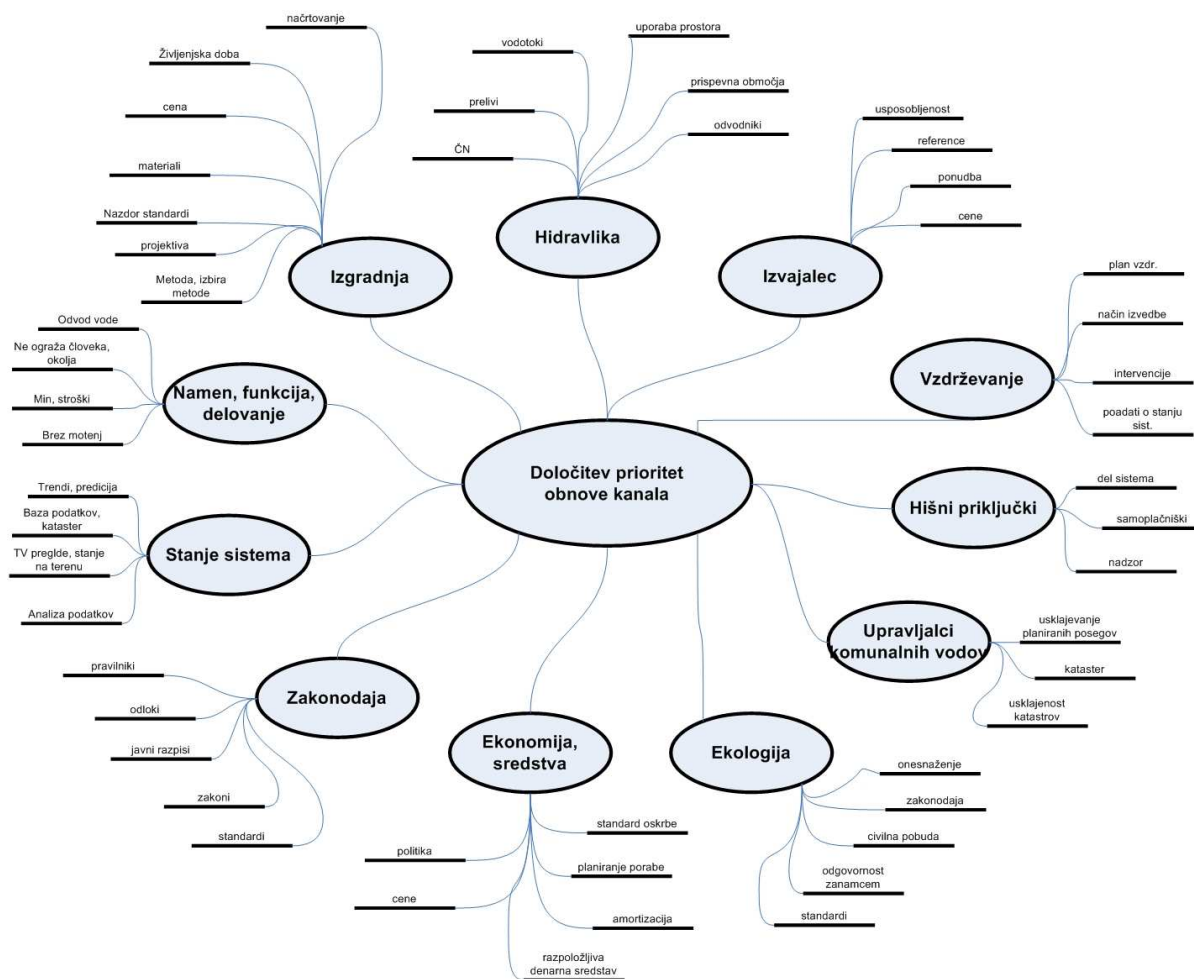 načrtovanje
Življenjska doba
cena
materiali
Nazdor standardi
projektiva
Metoda, izbira
metode
Izgradnja
vodotoki
uporaba prostora
prelivi
prispevna območja
ČN
odvodniki
Hidravlika
usposobljenost
reference
ponudba
cene
Izvajalec
plan vzdr.
način izvedbe
intervencije
poadati o stanju
sist.
Vzdrževanje
Odvod vode
Ne ograža človeka,
okolja
Min, stroški
Brez motenj
Namen, funkcija,
delovanje
Določitev prioritet
obnove kanala
del sistema
samoplačniški
nadzor
Hišni priključki
Trendi, predicija
Baza podatkov,
kataster
TV preglde, stanje
na terenu
Analiza podatkov
Stanje sistema
Upravljalci
komunalnih vodov
usklajevanje
planiranih posegov
kataster
usklajenost
katastrov
pravilniki
odloki
javni razpisi
zakoni
standardi
Zakonodaja
Ekonomija,
sredstva
standard oskrbe
politika
planiranje porabe
cene
amortizacija
razpoložljiva
denarna sredstav
Ekologija
onesnaženje
zakonodaja
civilna pobuda
odgovornost
zanamcem
standardi